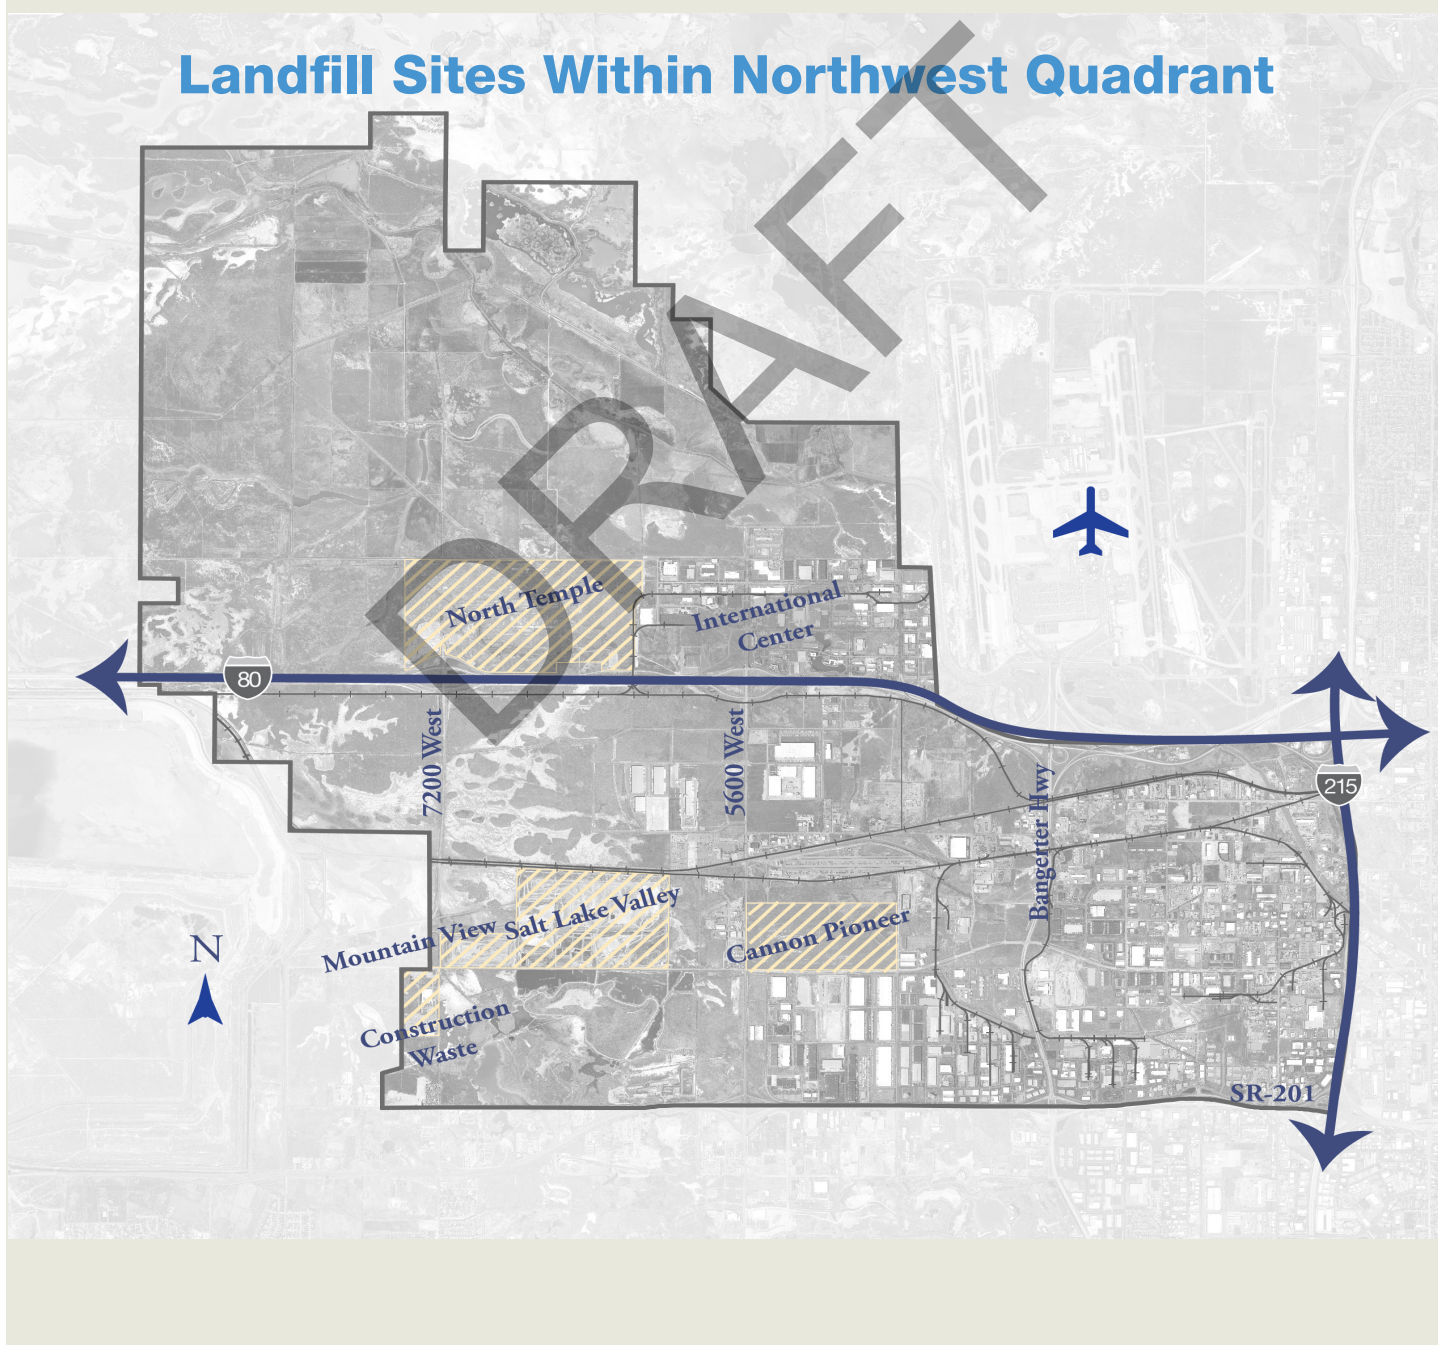 Landfill Sites Within Northwest Quadrant
DRAFT
North Temple
International
Center
80
7200 West
5600 West
Bangerter Hwy
215
Mountain View
Salt Lake Valley
Cannon Pioneer
N
Construction
Waste
SR-201